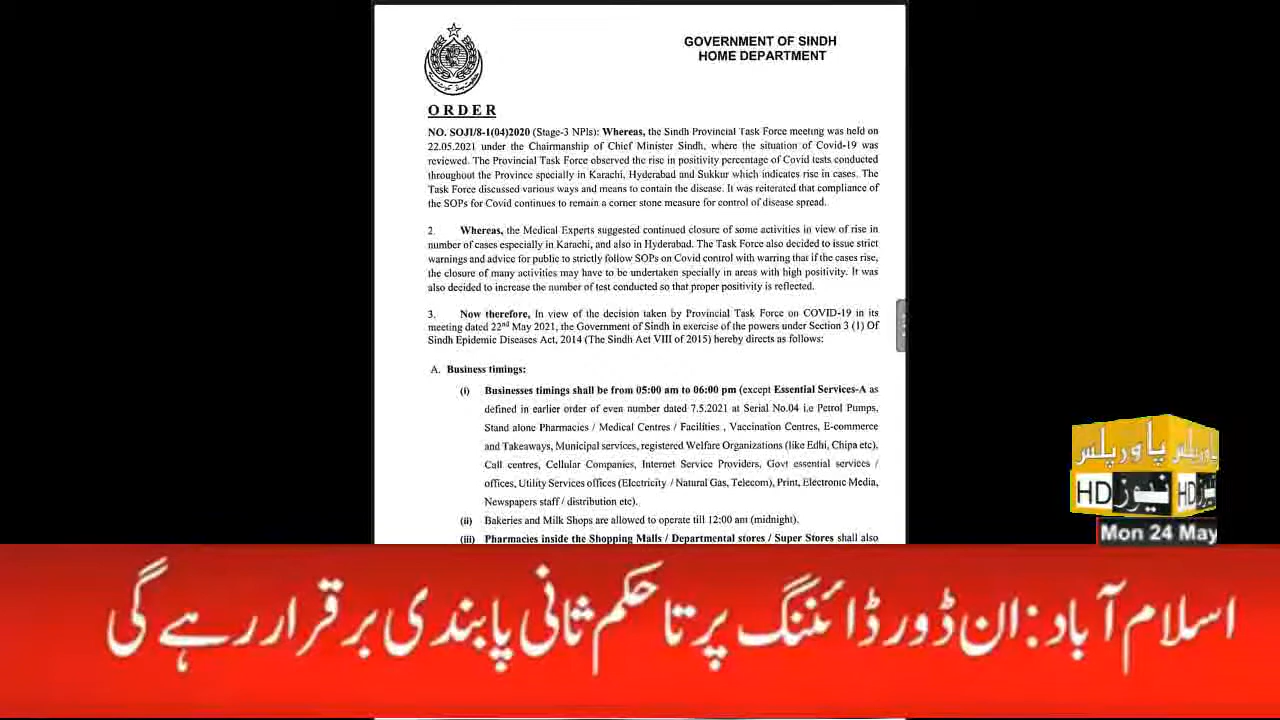 GOVERNMENT OF SINDH
HOME DEPARTMENT
ORDER
NO. SOJI/8-1(04)2020 (Stage-3 NPIs): Whereas, the Sindh Provincial Task Force meeting was held on
22.05.2021 under the Chairmanship of Chief Minister Sindh, where the situation of Covid-19 was
reviewed. The Provincial Task Force observed the rise in positivity percentage of Covid tests conducted
throughout the Province specially in Karachi, Hyderabad and Sukkur which indicates rise in cases. The
Task Force discussed various ways and means to contain the disease. It was reiterated that compliance of
the SOPs for Covid continues to remain a corner stone measure for control of disease spread.
2. Whereas, the Medical Experts suggested continued closure of some activities in view of rise in
number of cases especially in Karachi, and also in Hyderabad. The Task Force also decided to issue strict
warnings and advice for public to strictly follow SOPs on Covid control with warring that if the cases rise,
the closure of many activities may have to be undertaken specially in areas with high positivity. It was
also decided to increase the number of test conducted so that proper positivity is reflected.
3. Now therefore, In view of the decision taken by Provincial Task Force on COVID-19 in its
meeting dated 22nd May 2021, the Government of Sindh in exercise of the powers under Section 3 (1) Of
Sindh Epidemic Diseases Act, 2014 (The Sindh Act VIII of 2015) hereby directs as follows:
A. Business timings:
(i) Businesses timings shall be from 05:00 am to 06:00 pm (except Essential Services-A as
defined in earlier order of even number dated 7.5.2021 at Serial No.04 i.e Petrol Pumps,
Stand alone Pharmacies / Medical Centres / Facilities , Vaccination Centres, E-commerce
and Takeaways, Municipal services, registered Welfare Organizations (like Edhi, Chipa etc),
Call centres, Cellular Companies, Internet Service Providers, Govt essential services /
offices, Utility Services offices (Electricity / Natural Gas, Telecom), Print, Electronic Media,
Newspapers staff / distribution etc).
(ii) Bakeries and Milk Shops are allowed to operate till 12:00 am (midnight).
(iii) Pharmacies inside the Shopping Malls / Departmental stores / Super Stores shall also
پاور پلس پاور پلس
HD نیوز HD نیوز
Mon 24 May
اسلام آباد: ان ڈور ڈائننگ پر تا حکم ثانی پابندی برقرار رہے گی